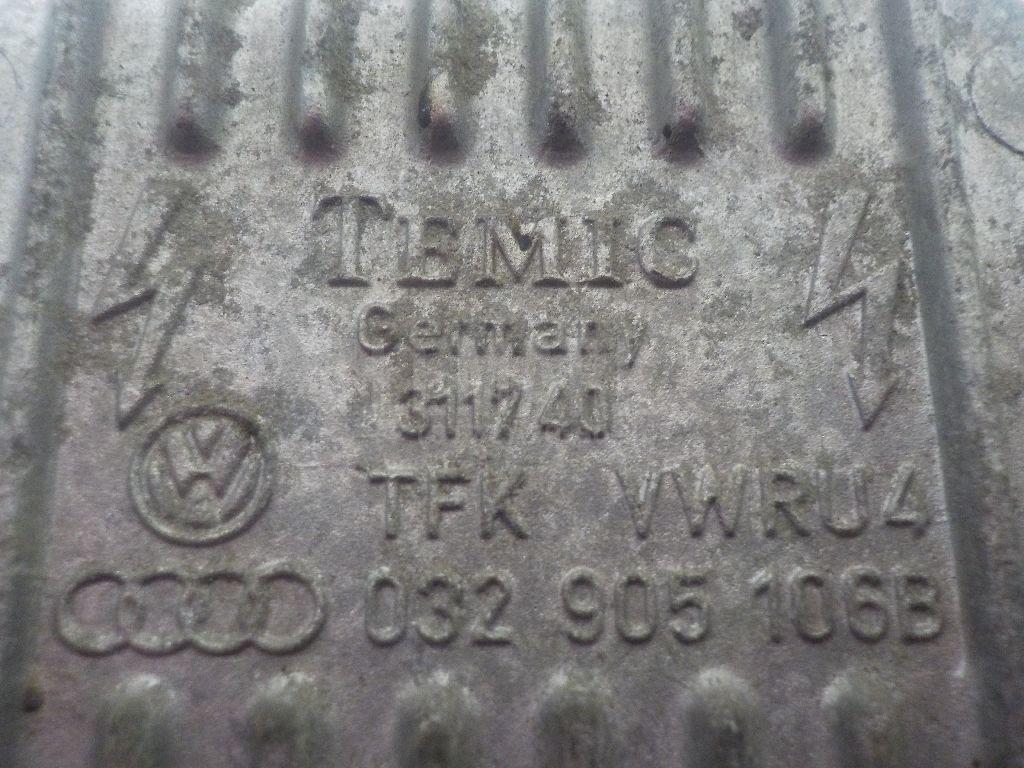 TEMIC
Germany
311740
TFK VWRU4
032 905 106B